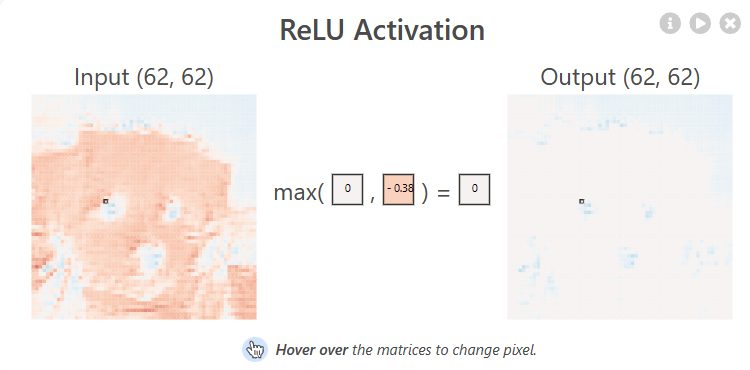 ReLU Activation
Input (62, 62)
Output (62, 62)
max( 0 , - 0.38 ) = 0
Hover over the matrices to change pixel.